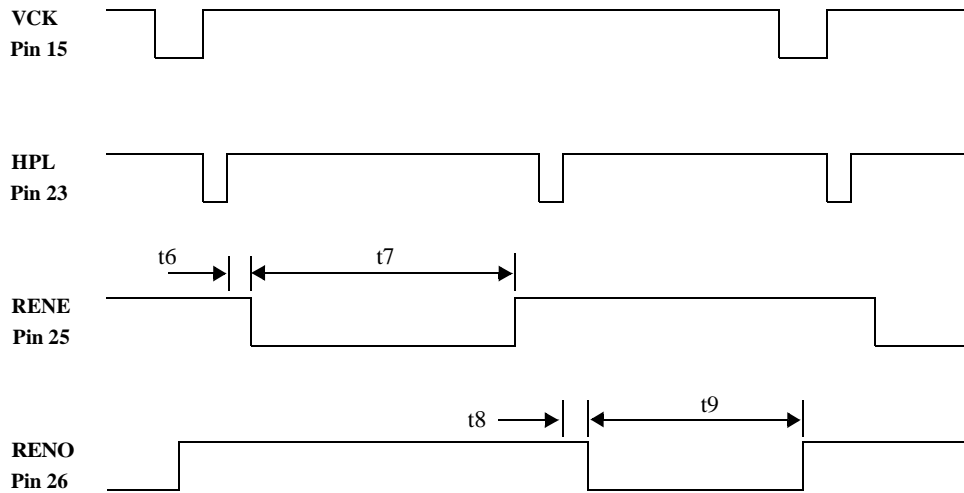 VCK
Pin 15
HPL
Pin 23
t6
t7
RENE
Pin 25
t8
t9
RENO
Pin 26